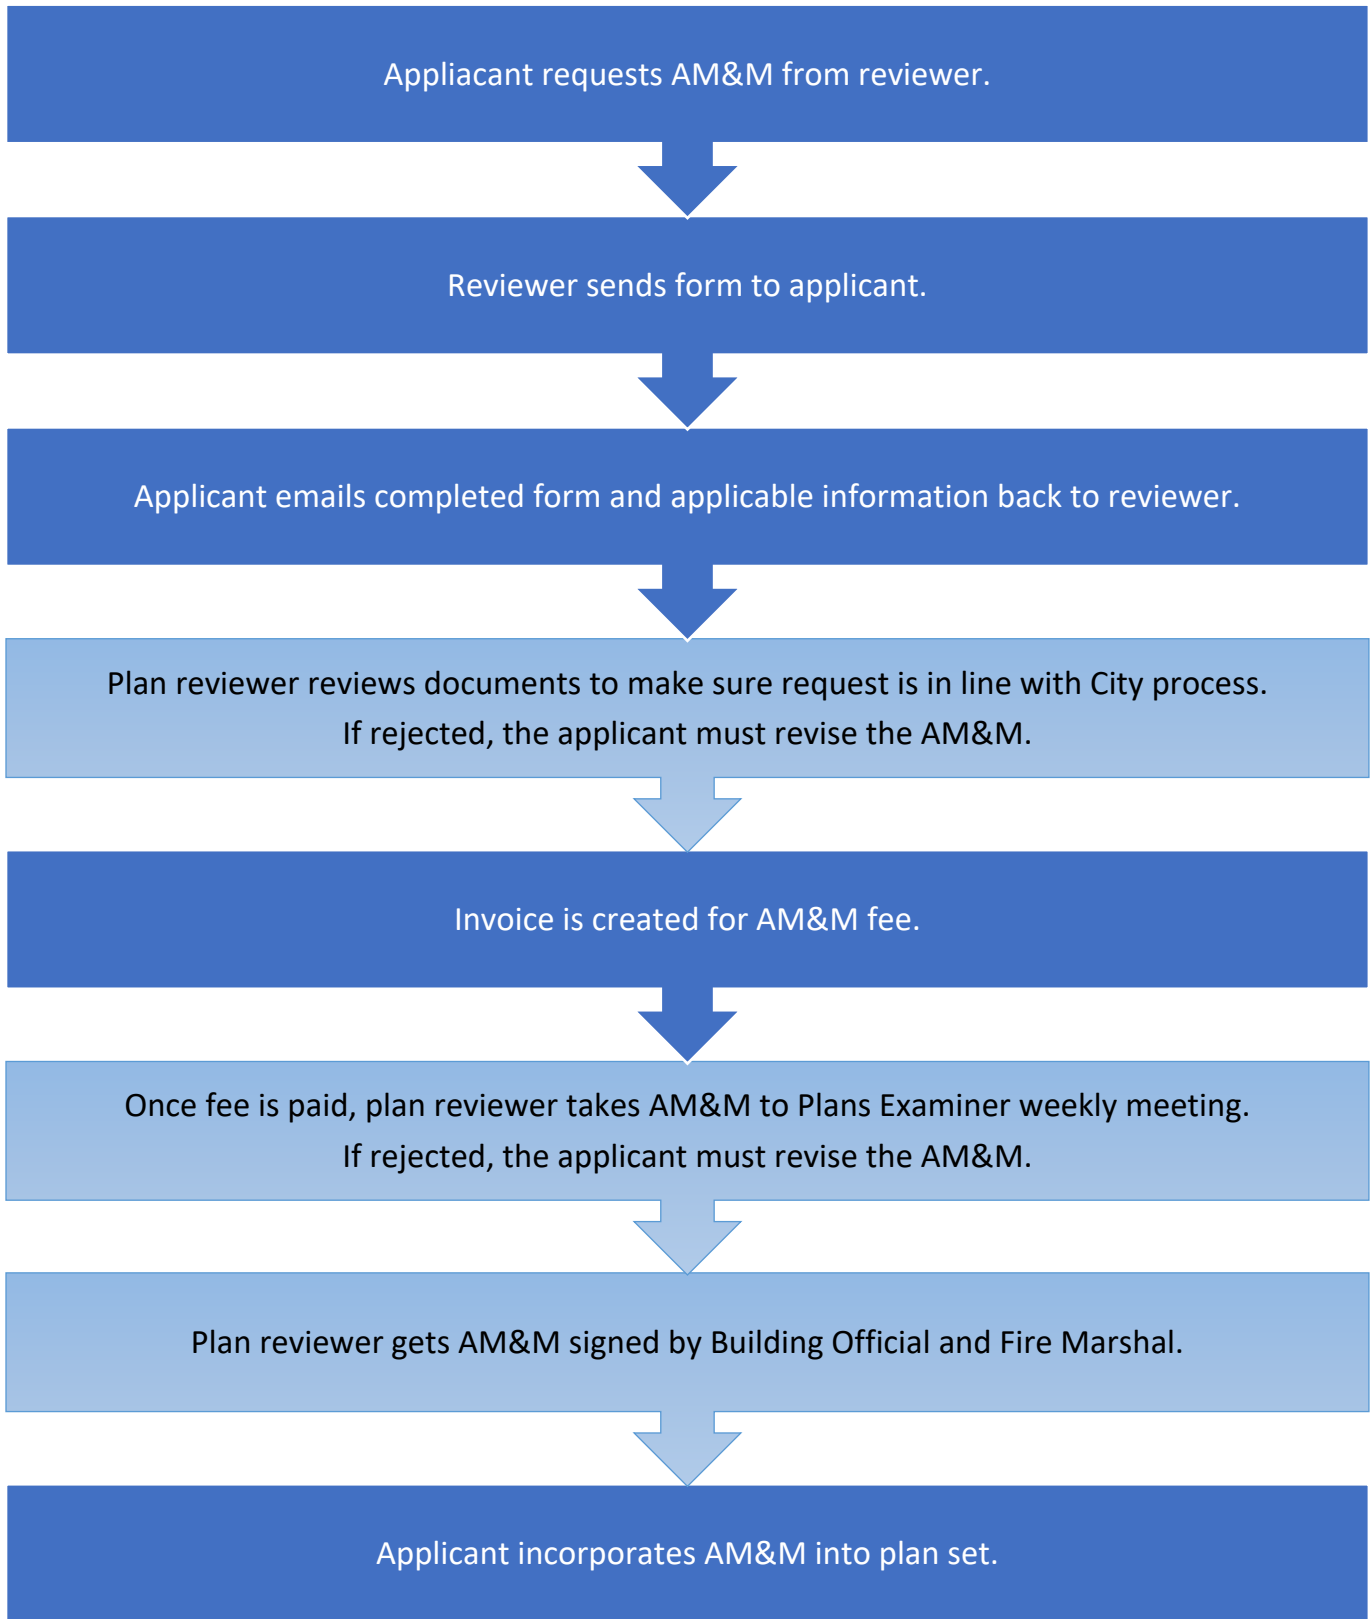 Appliacant requests AM&M from reviewer.
Reviewer sends form to applicant.
Applicant emails completed form and applicable information back to reviewer.
Plan reviewer reviews documents to make sure request is in line with City process.
If rejected, the applicant must revise the AM&M.
Invoice is created for AM&M fee.
Once fee is paid, plan reviewer takes AM&M to Plans Examiner weekly meeting.
If rejected, the applicant must revise the AM&M.
Plan reviewer gets AM&M signed by Building Official and Fire Marshal.
Applicant incorporates AM&M into plan set.